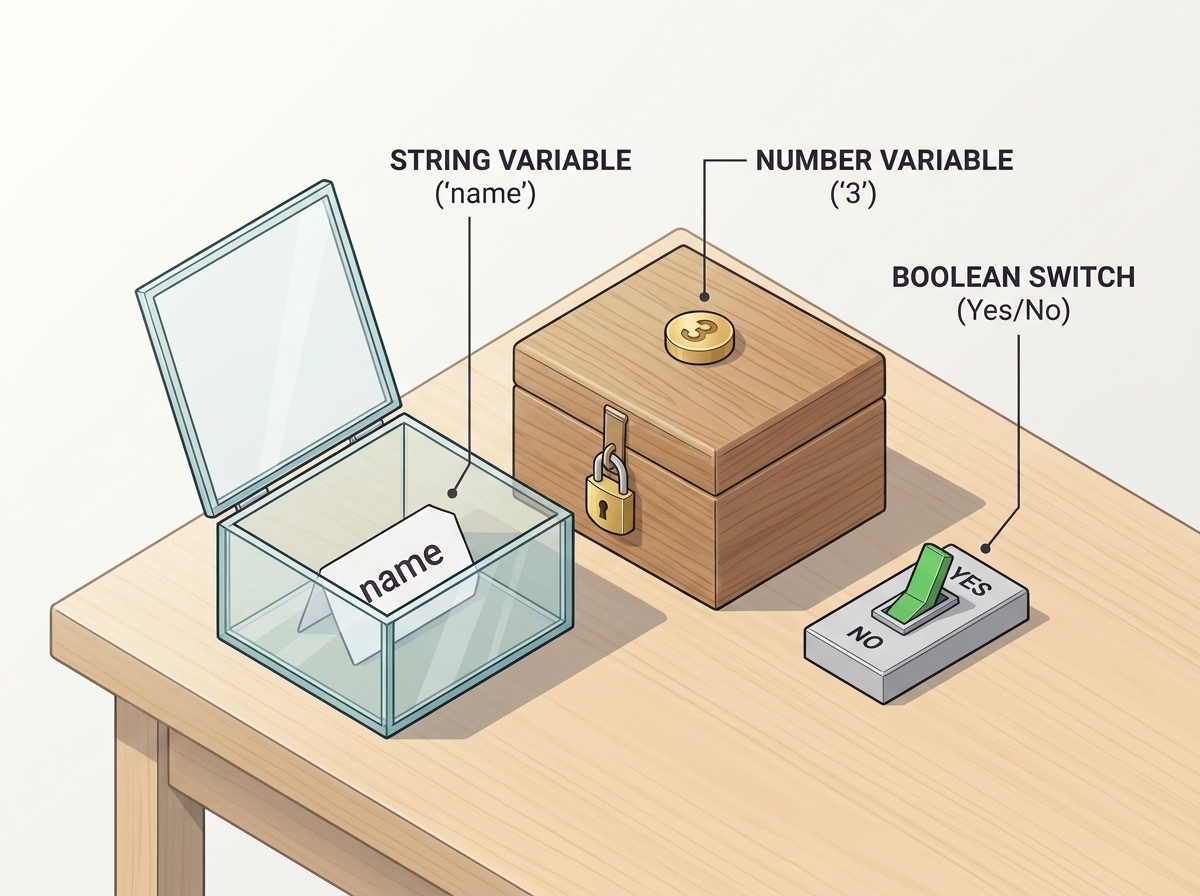 STRING VARIABLE
(‘name’)
NUMBER VARIABLE
(‘3’)
BOOLEAN SWITCH
(Yes/No)
3
name
YES
NO